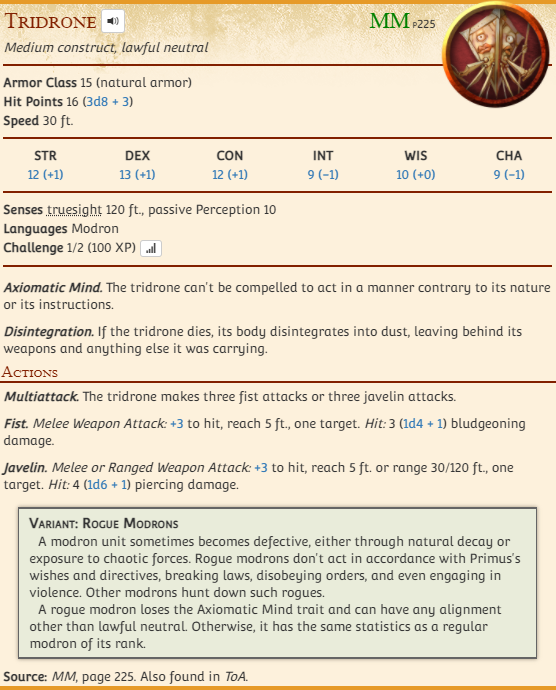 Tridrone MM p225
Medium construct, lawful neutral
Armor Class 15 (natural armor)
Hit Points 16 (3d8 + 3)
Speed 30 ft.
STR DEX CON INT WIS CHA
12 (+1) 13 (+1) 12 (+1) 9 (−1) 10 (+0) 9 (−1)
Senses truesight 120 ft., passive Perception 10
Languages Modron
Challenge 1/2 (100 XP)
Axiomatic Mind. The tridrone can't be compelled to act in a manner contrary to its nature
or its instructions.
Disintegration. If the tridrone dies, its body disintegrates into dust, leaving behind its
weapons and anything else it was carrying.
Actions
Multiattack. The tridrone makes three fist attacks or three javelin attacks.
Fist. Melee Weapon Attack: +3 to hit, reach 5 ft., one target. Hit: 3 (1d4 + 1) bludgeoning
damage.
Javelin. Melee or Ranged Weapon Attack: +3 to hit, reach 5 ft. or range 30/120 ft., one
target. Hit: 4 (1d6 + 1) piercing damage.
Variant: Rogue Modrons
A modron unit sometimes becomes defective, either through natural decay or
exposure to chaotic forces. Rogue modrons don't act in accordance with Primus's
wishes and directives, breaking laws, disobeying orders, and even engaging in
violence. Other modrons hunt down such rogues.
A rogue modron loses the Axiomatic Mind trait and can have any alignment
other than lawful neutral. Otherwise, it has the same statistics as a regular
modron of its rank.
Source: MM, page 225. Also found in ToA.